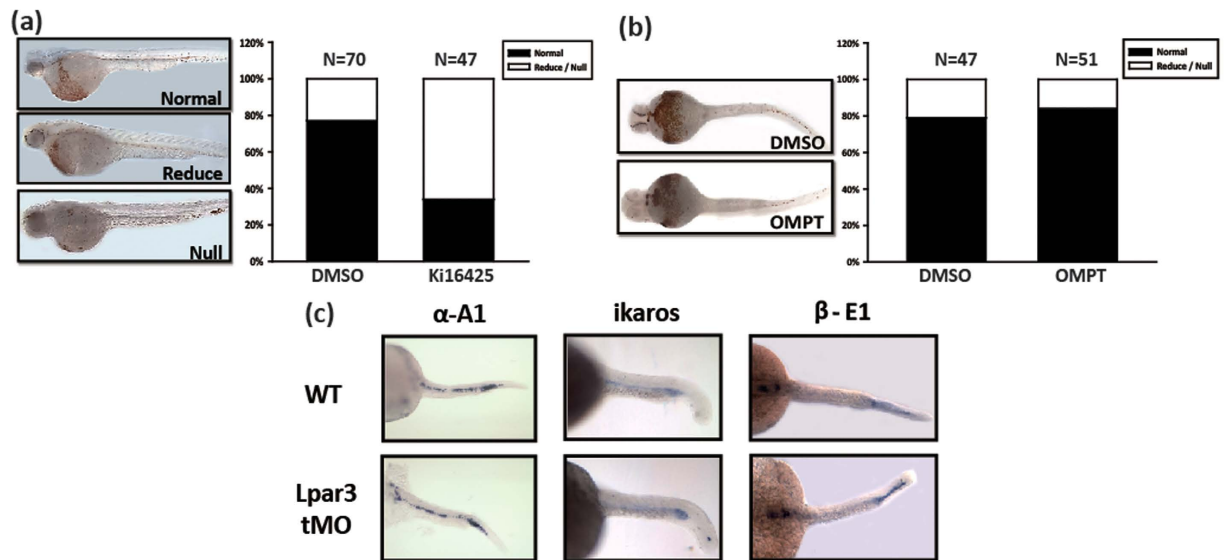 (a)
Normal
Reduce
Null
120%
100%
80%
60%
40%
20%
0%
N=70
N=47
Normal
Reduce / Null
DMSO
Ki16425
(b)
DMSO
OMPT
120%
100%
80%
60%
40%
20%
0%
N=47
N=51
Normal
Reduce / Null
DMSO
OMPT
(c)
α-A1
ikaros
β - E1
WT
Lpar3
tMO